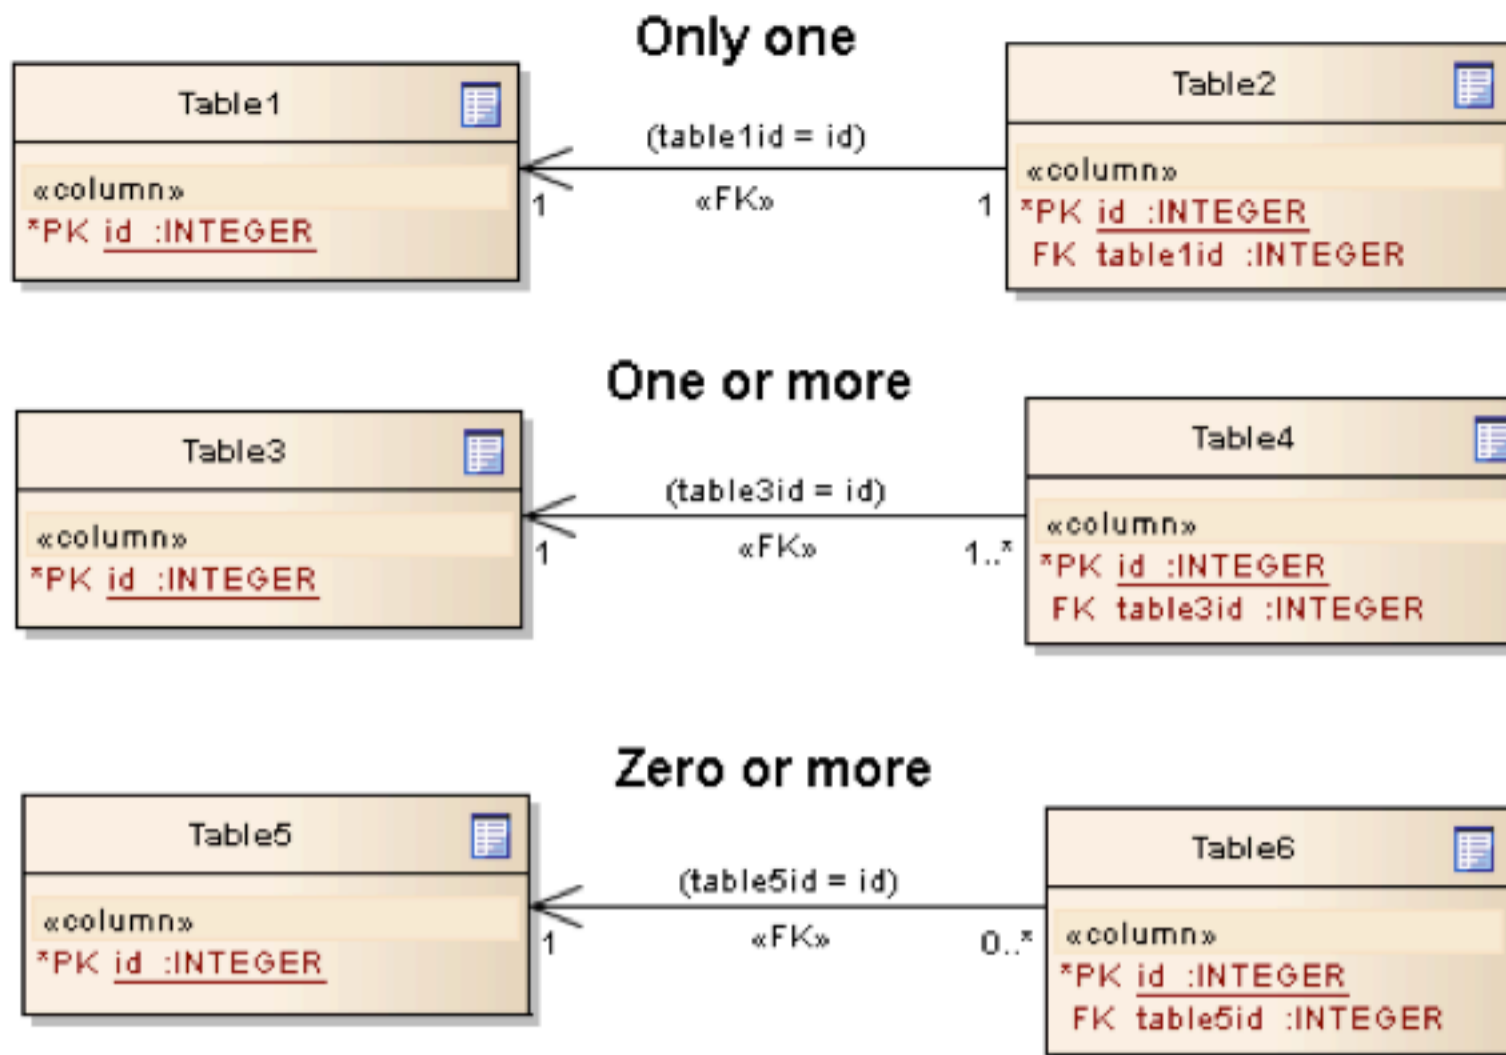 Only one
Table1
«column»
*PK id :INTEGER
(table1id = id)
1 «FK» 1
Table2
«column»
*PK id :INTEGER
FK table1id :INTEGER
One or more
Table3
«column»
*PK id :INTEGER
(table3id = id)
1 «FK» 1..*
Table4
«column»
*PK id :INTEGER
FK table3id :INTEGER
Zero or more
Table5
«column»
*PK id :INTEGER
(table5id = id)
1 «FK» 0..*
Table6
«column»
*PK id :INTEGER
FK table5id :INTEGER